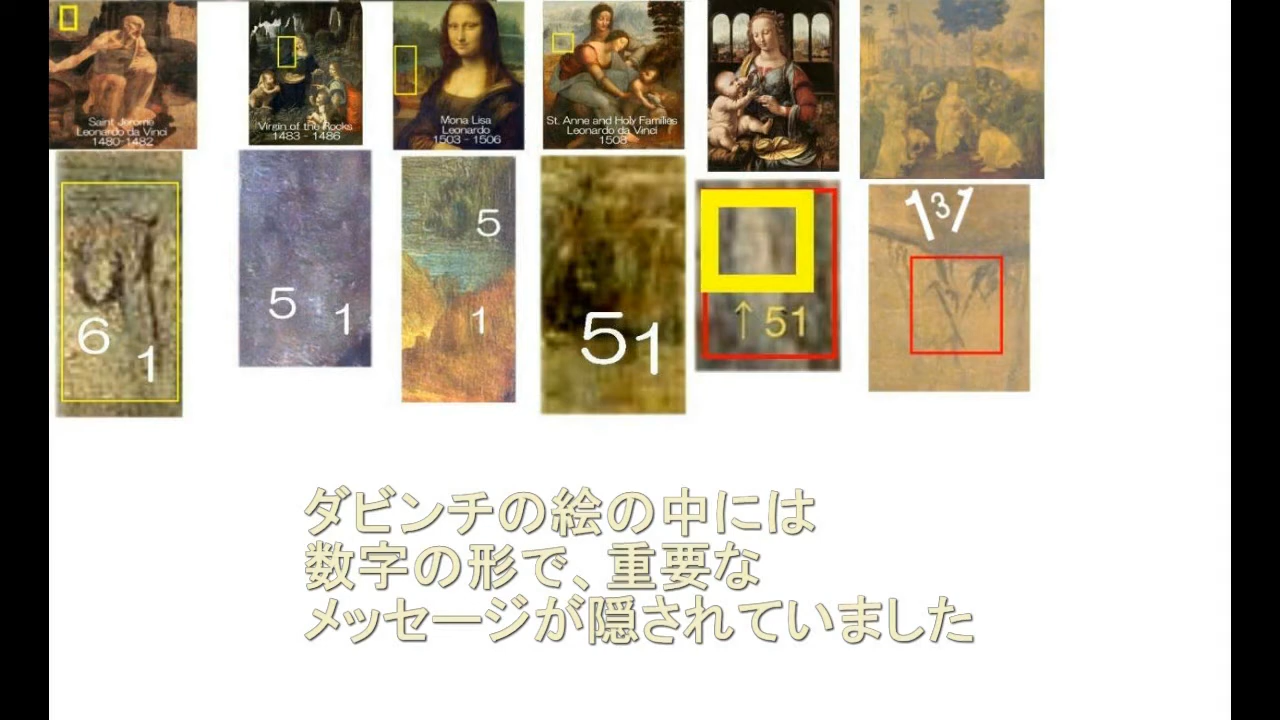 Saint Jerome
Leonardo da Vinci
1480-1482
Virgin of the Rocks
1483 - 1486
Mona Lisa
Leonardo
1503 - 1506
St. Anne and Holy Families
Leonardo da Vinci
1508
6
1
5
1
5
1
51
↑51
131
ダビンチの絵の中には
数字の形で、重要な
メッセージが隠されていました